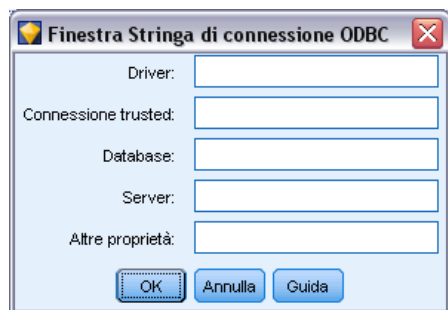 Finestra Stringa di connessione ODBC
Driver:
Connessione trusted:
Database:
Server:
Altre proprietà:
OK Annulla Guida